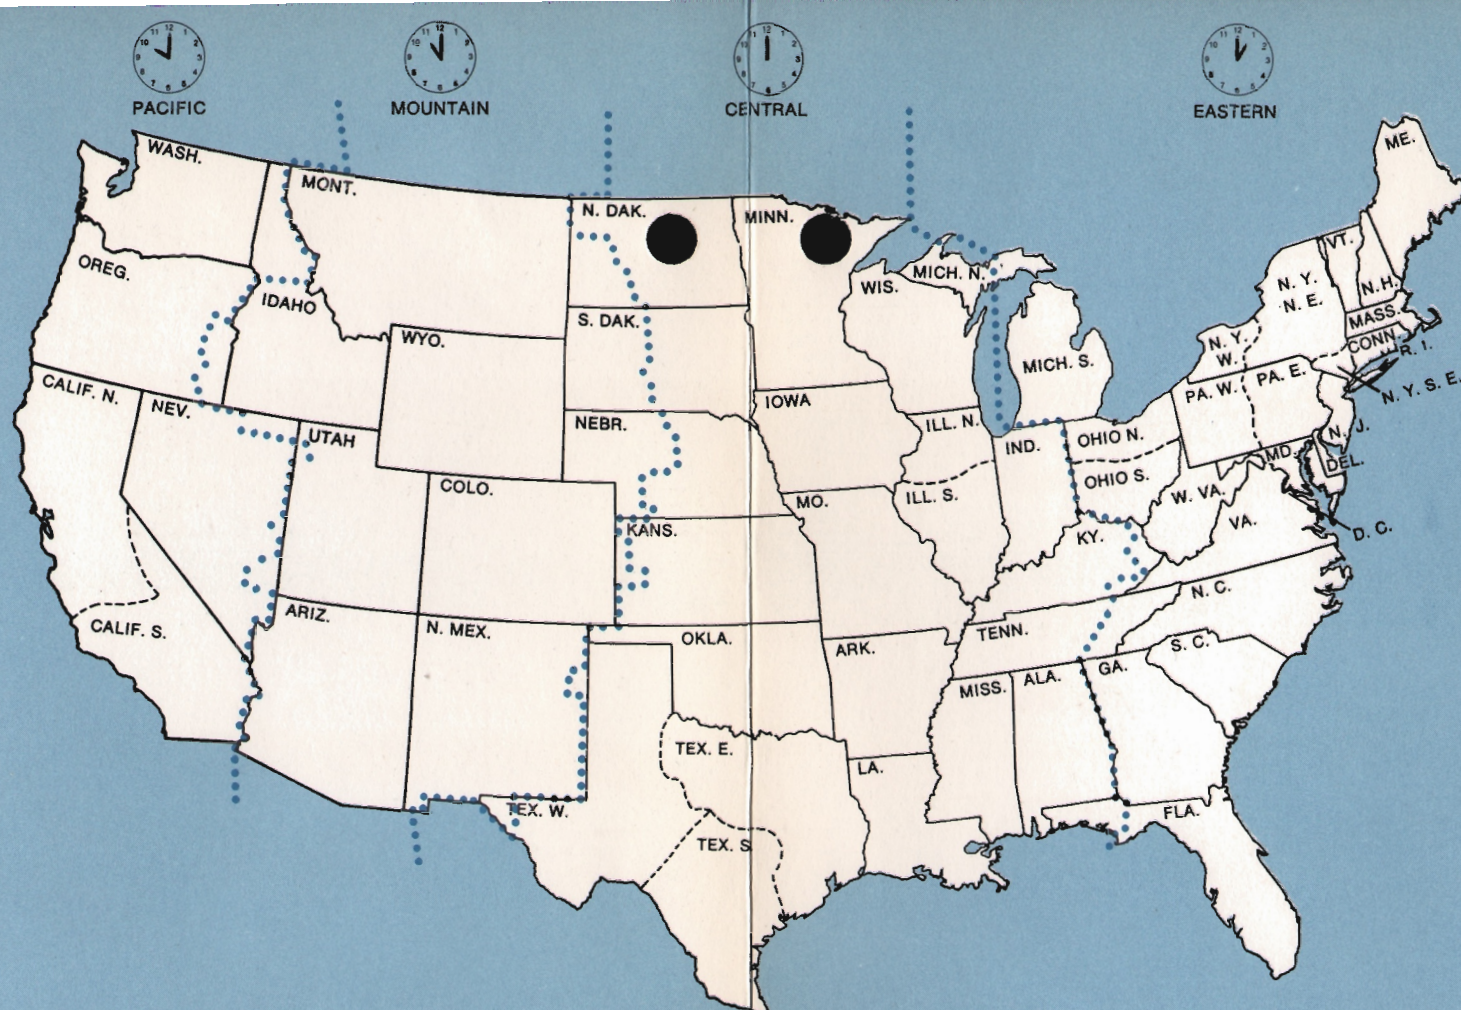 PACIFIC
MOUNTAIN
CENTRAL
EASTERN
WASH.
MONT.
N. DAK.
MINN.
ME.
OREG.
IDAHO
MICH. N.
WIS.
VT.
N. Y.
N. E.
N.H.
WYO.
S. DAK.
MICH. S.
N. Y.
W.
MASS.
CONN.
R. I.
CALIF. N.
NEV.
UTAH
NEBR.
IOWA
ILL. N.
IND.
OHIO N.
PA. W.
PA. E.
N. Y. S. E.
N. J.
COLO.
KANS.
MO.
ILL. S.
OHIO S.
W. VA.
MD.
DEL.
KY.
VA.
D. C.
CALIF. S.
ARIZ.
N. MEX.
OKLA.
ARK.
TENN.
N. C.
S. C.
MISS.
ALA.
GA.
TEX. E.
LA.
TEX. W.
TEX. S.
FLA.